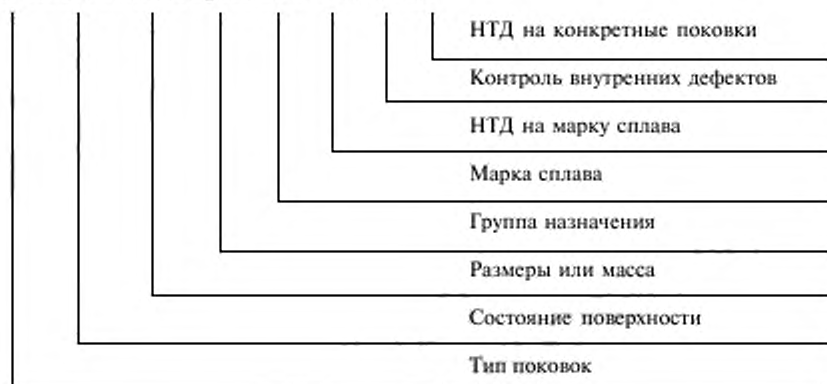 НТД на конкретные поковки
Контроль внутренних дефектов
НТД на марку сплава
Марка сплава
Группа назначения
Размеры или масса
Состояние поверхности
Тип поковок